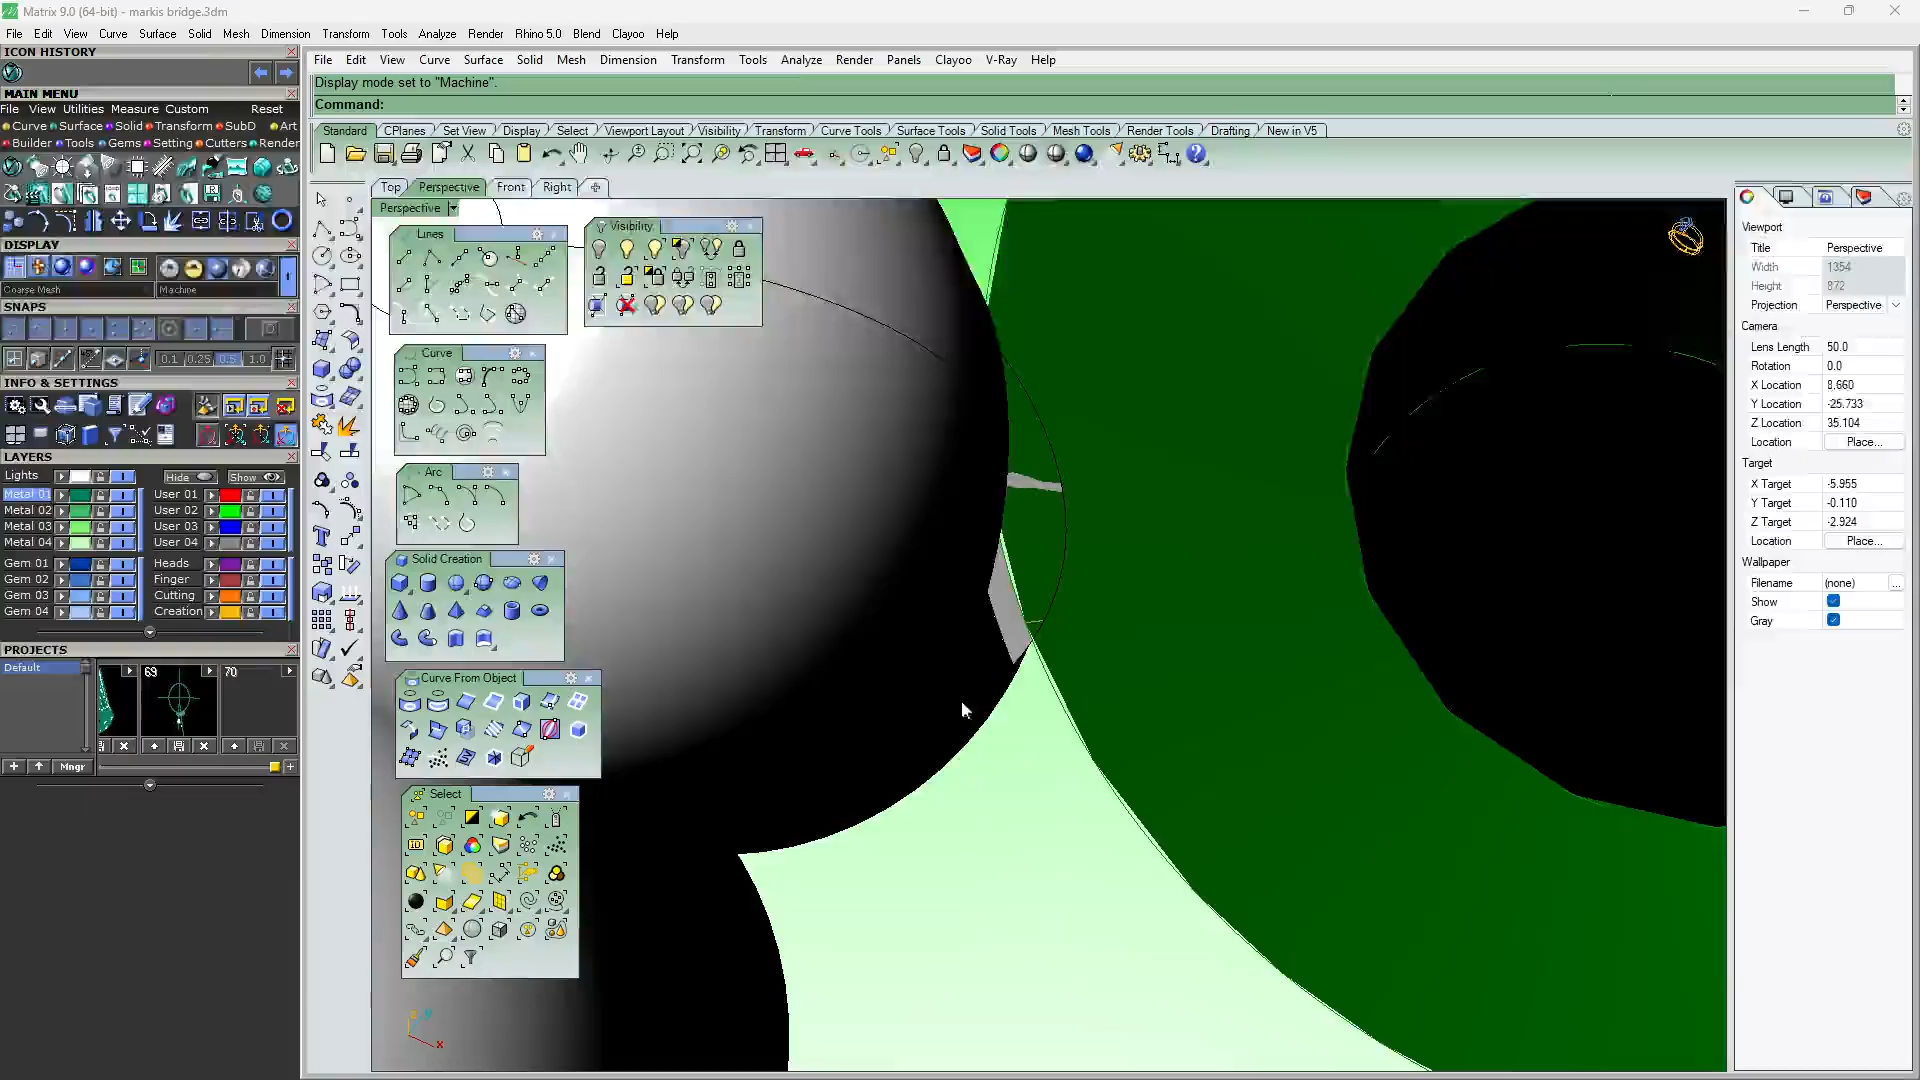 Matrix 9.0 (64-bit) - markis bridge.3dm
File Edit View Curve Surface Solid Mesh Dimension Transform Tools Analyze Render Rhino 5.0 Blend Clayoo Help
ICON HISTORY
MAIN MENU
File View Utilities Measure Custom Reset
Curve Surface Solid Transform SubD Art
Builder Tools Gems Setting Cutters Render
DISPLAY
Coarse Mesh Machine
SNAPS
0.1 0.25 0.5 1.0
INFO & SETTINGS
LAYERS
Lights Hide Show
Metal 01 User 01
Metal 02 User 02
Metal 03 User 03
Metal 04 User 04
Gem 01 Heads
Gem 02 Finger
Gem 03 Cutting
Gem 04 Creation
PROJECTS
Default 69 70
Mngr
File Edit View Curve Surface Solid Mesh Dimension Transform Tools Analyze Render Panels Clayoo V-Ray Help
Display mode set to "Machine".
Command:
Standard CPlanes Set View Display Select Viewport Layout Visibility Transform Curve Tools Surface Tools Solid Tools Mesh Tools Render Tools Drafting New in V5
Top Perspective Front Right
Perspective
Lines
Visibility
Curve
Arc
Solid Creation
Curve From Object
Select
ID
z y
x
Viewport
Title Perspective
Width 1354
Height 872
Projection Perspective
Camera
Lens Length 50.0
Rotation 0.0
X Location 8.660
Y Location -25.733
Z Location 35.104
Location Place...
Target
X Target -5.955
Y Target -0.110
Z Target -2.924
Location Place...
Wallpaper
Filename (none) ...
Show
Gray